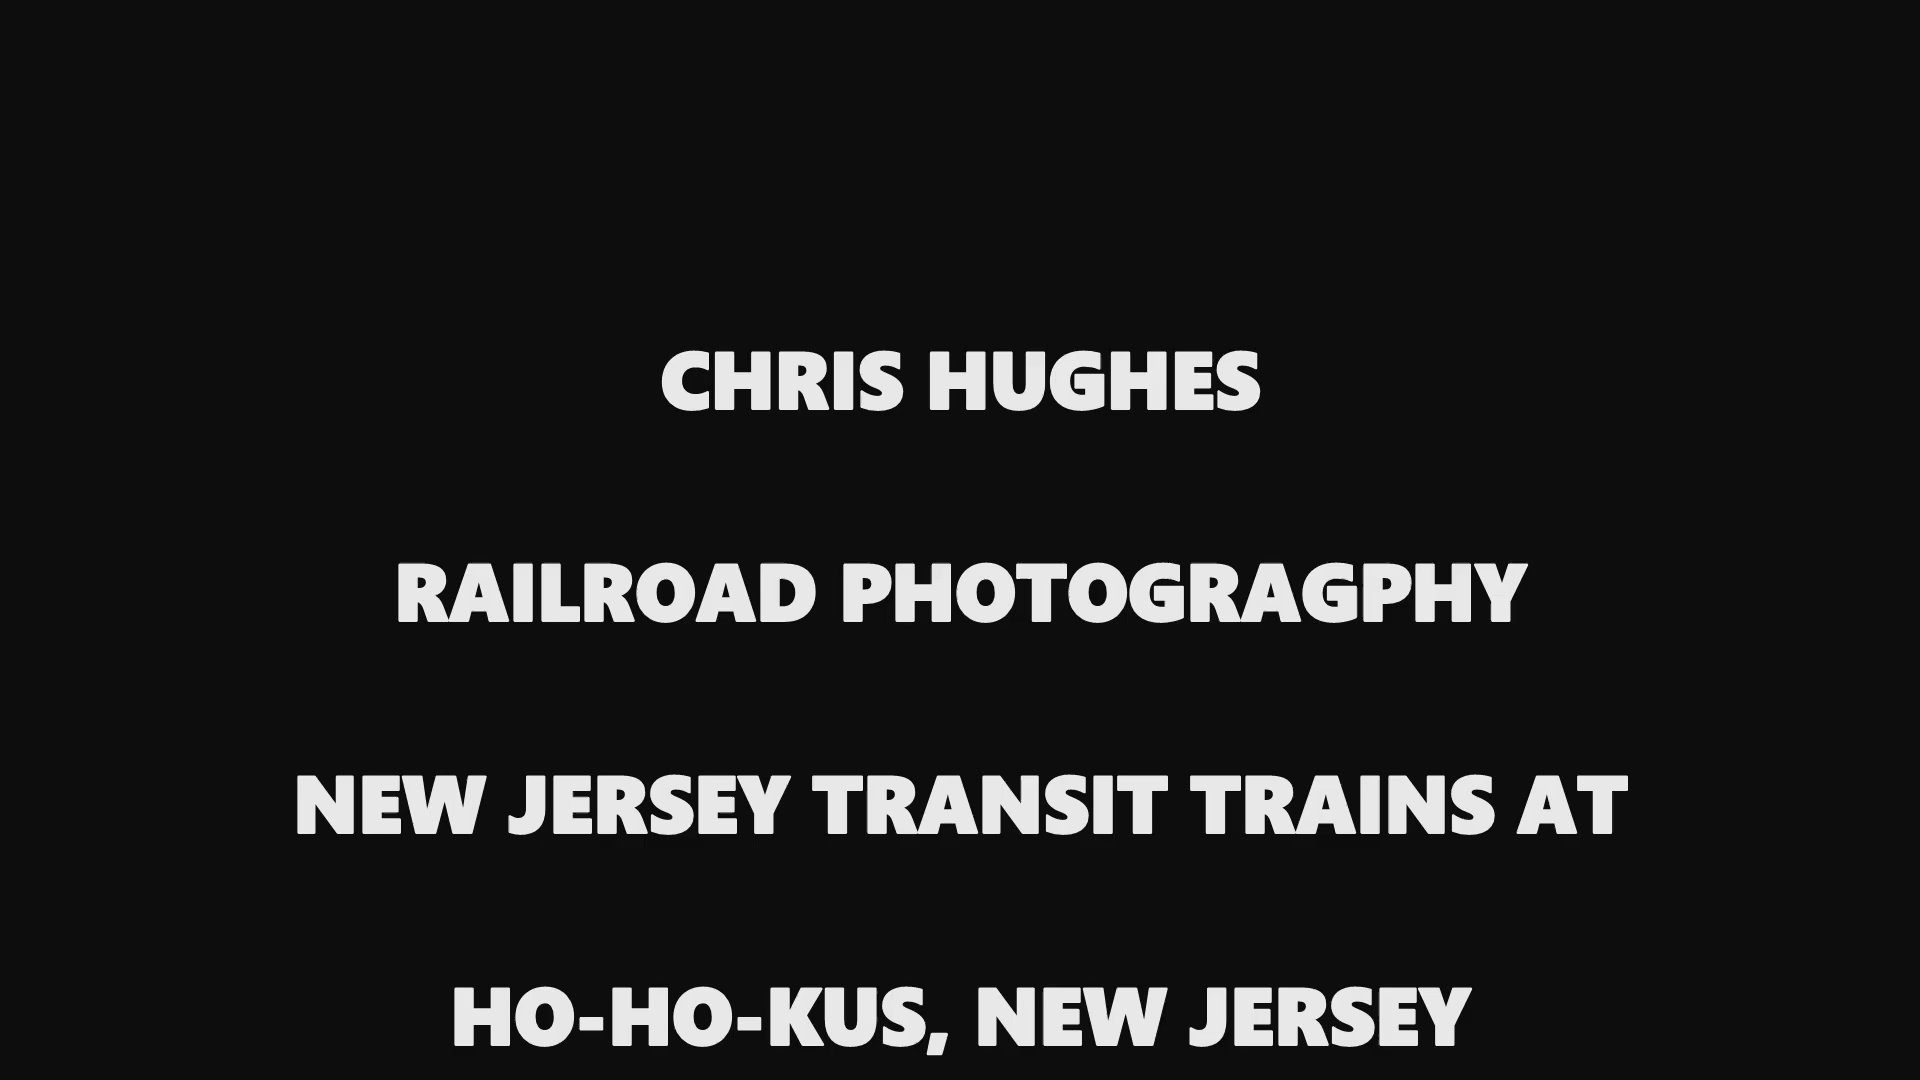 CHRIS HUGHES
RAILROAD PHOTOGRAGPHY
NEW JERSEY TRANSIT TRAINS AT
HO-HO-KUS, NEW JERSEY